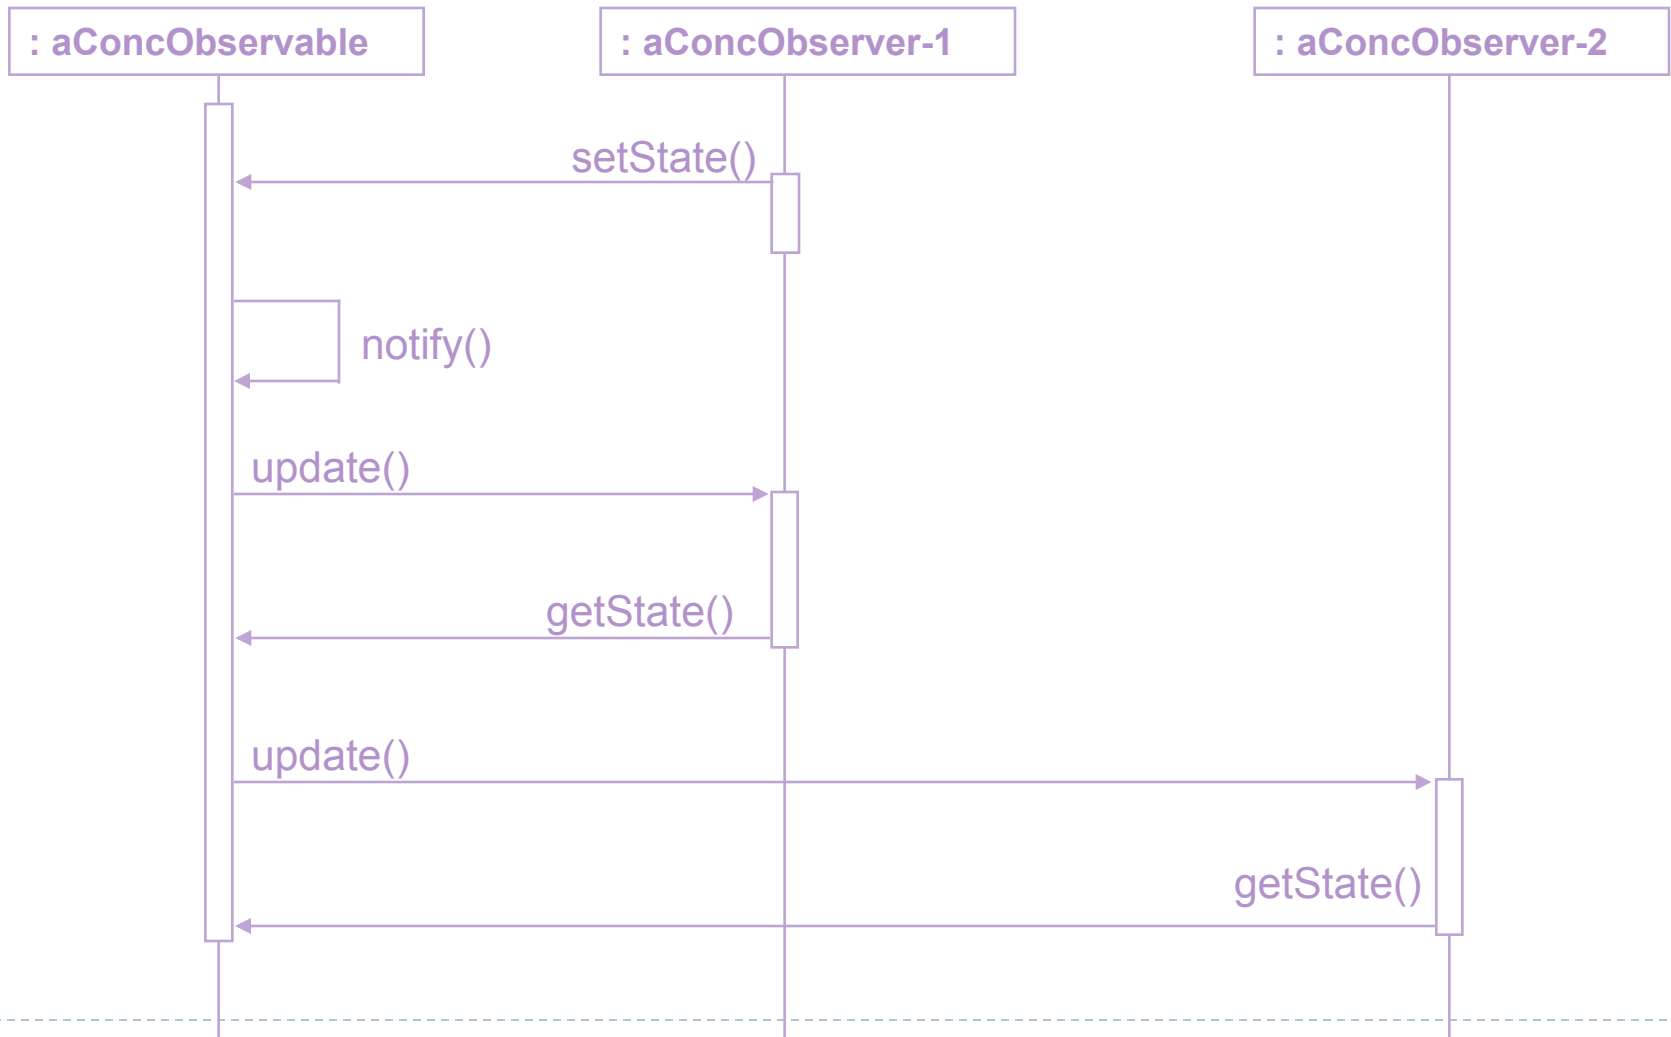 : aConcObservable
: aConcObserver-1
: aConcObserver-2
setState()
notify()
update()
getState()
update()
getState()